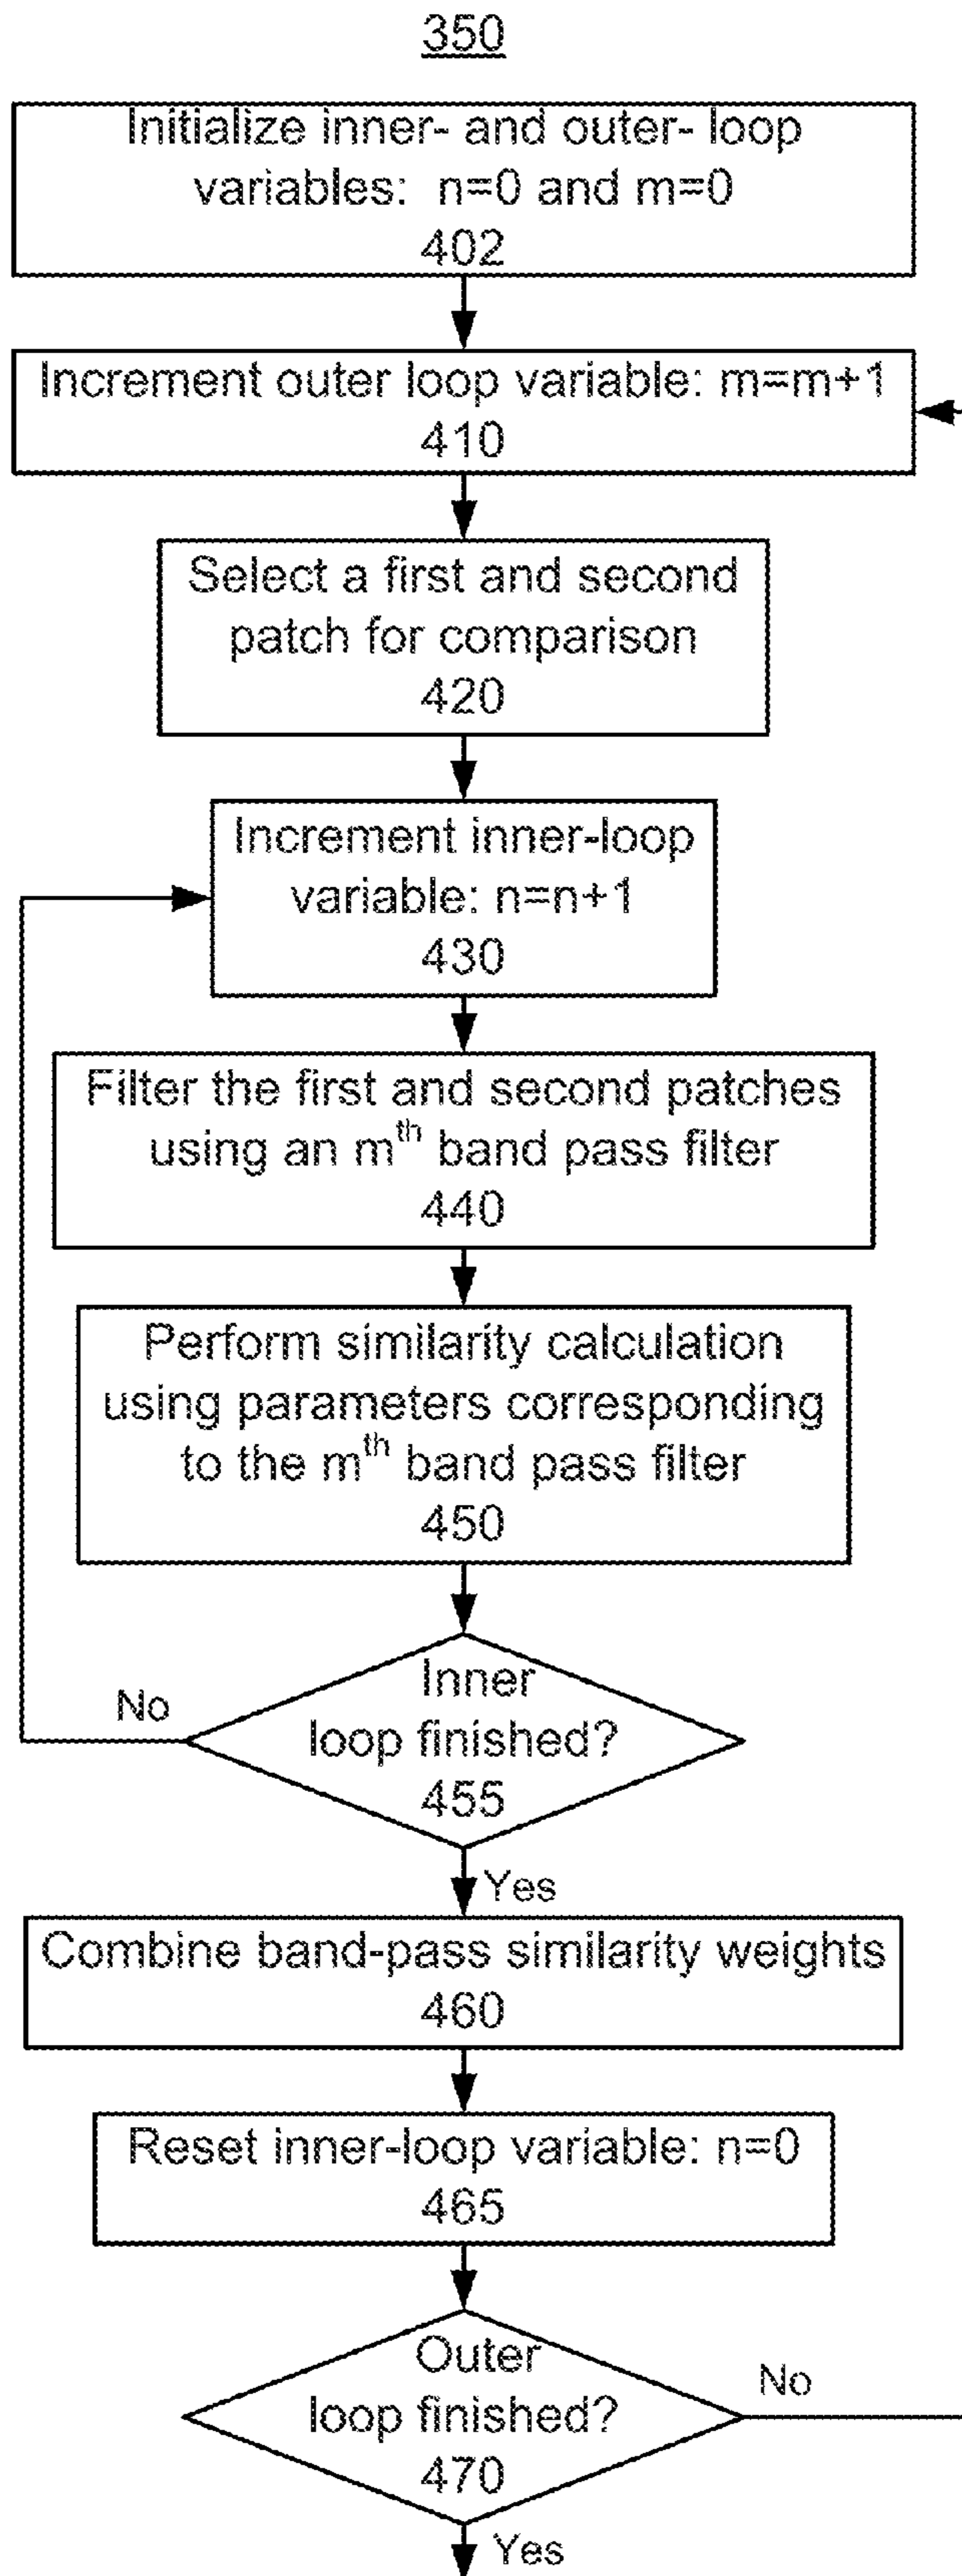 350
Initialize inner- and outer- loop
variables: n=0 and m=0
402
Increment outer loop variable: m=m+1
410
Select a first and second
patch for comparison
420
Increment inner-loop
variable: n=n+1
430
Filter the first and second patches
using an mth band pass filter
440
Perform similarity calculation
using parameters corresponding
to the mth band pass filter
450
Inner
loop finished?
455
No
Yes
Combine band-pass similarity weights
460
Reset inner-loop variable: n=0
465
Outer
loop finished?
470
No
Yes